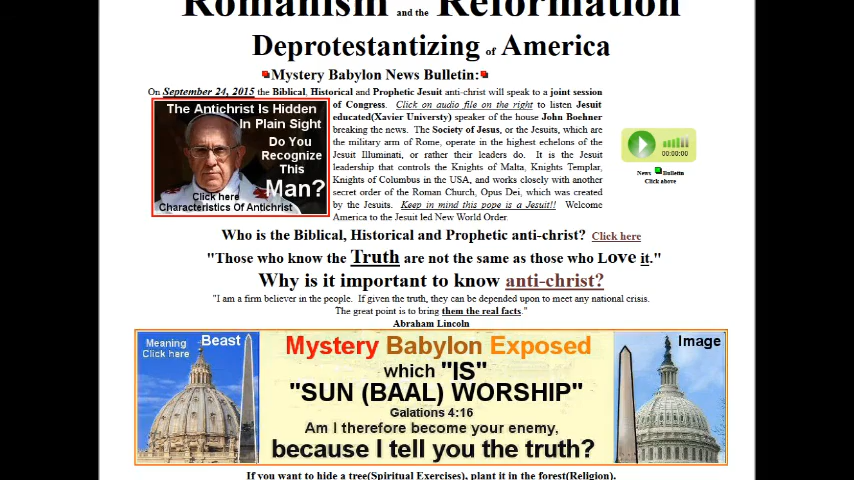 Romanism and the Reformation
Deprotestantizing of America
Mystery Babylon News Bulletin:
On September 24, 2015 the Biblical, Historical and Prophetic Jesuit anti-christ will speak to a joint session
of Congress. Click on audio file on the right to listen Jesuit
educated(Xavier Universty) speaker of the house John Boehner
breaking the news. The Society of Jesus, or the Jesuits, which are
the military arm of Rome, operate in the highest echelons of the
Jesuit Illuminati, or rather their leaders do. It is the Jesuit
leadership that controls the Knights of Malta, Knights Templar,
Knights of Columbus in the USA, and works closely with another
secret order of the Roman Church, Opus Dei, which was created
by the Jesuits. Keep in mind this pope is a Jesuit!! Welcome
America to the Jesuit led New World Order.
The Antichrist Is Hidden
In Plain Sight
Do You
Recognize
This
Man?
Click here
Characteristics Of Antichrist
00:00:00
News Bulletin
Click above
Who is the Biblical, Historical and Prophetic anti-christ? Click here
"Those who know the Truth are not the same as those who Love it."
Why is it important to know anti-christ?
"I am a firm believer in the people. If given the truth, they can be depended upon to meet any national crisis.
The great point is to bring them the real facts."
Abraham Lincoln
Meaning
Click here
Beast
Mystery Babylon Exposed
which "IS"
"SUN (BAAL) WORSHIP"
Galations 4:16
Am I therefore become your enemy,
because I tell you the truth?
Image
If you want to hide a tree(Spiritual Exercises), plant it in the forest(Religion).